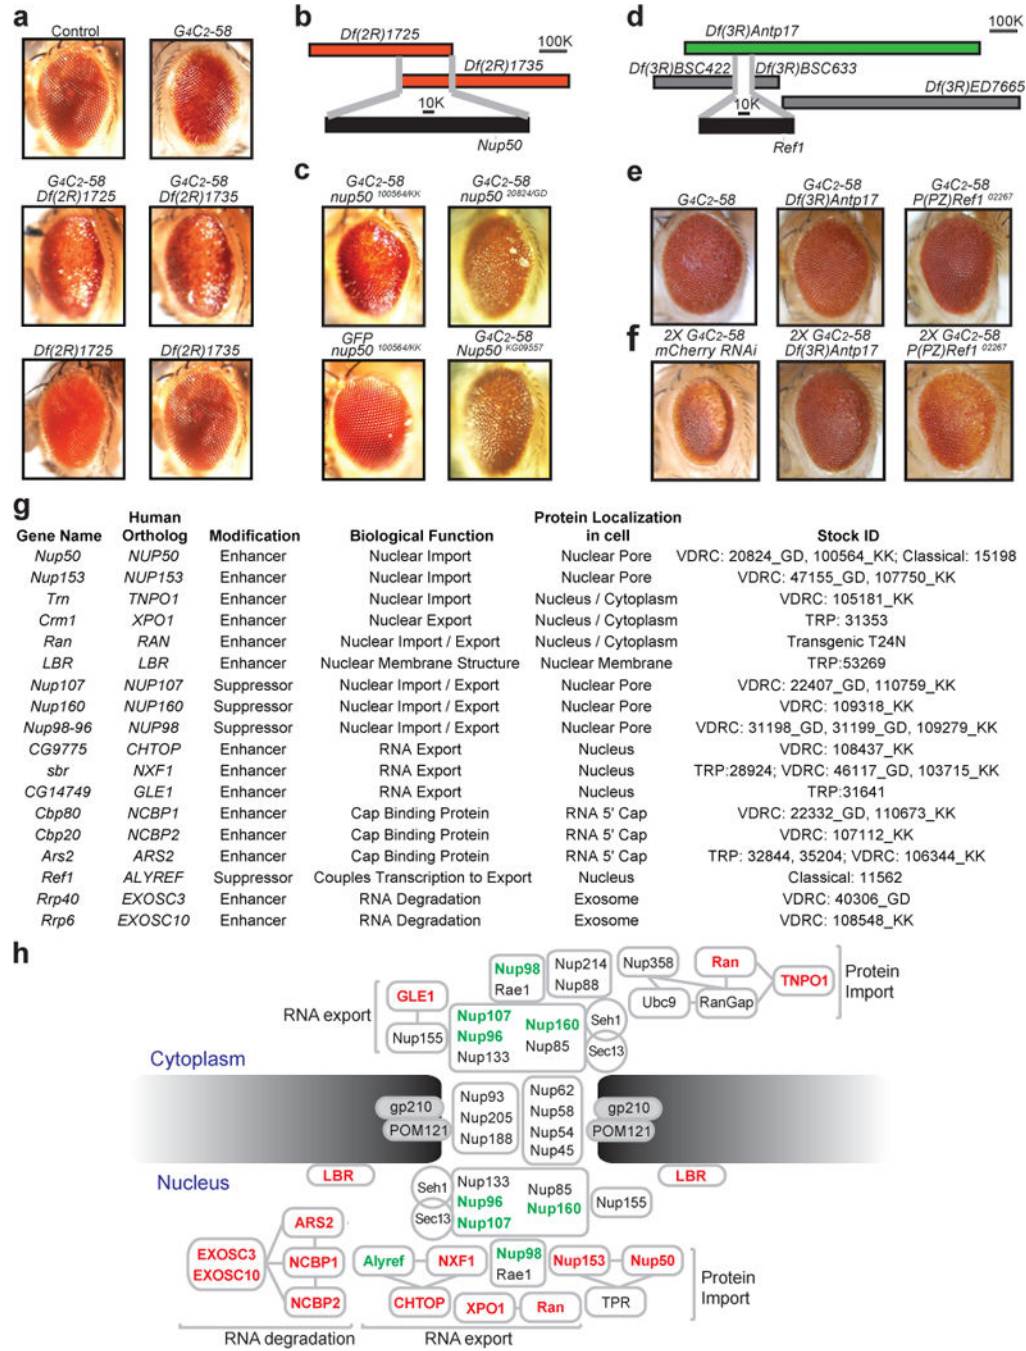 a
Control
G4C2-58
G4C2-58
Df(2R)1725
G4C2-58
Df(2R)1735
Df(2R)1725
Df(2R)1735
b
Df(2R)1725
100K
Df(2R)1735
10K
Nup50
c
G4C2-58
nup50 100564/KK
G4C2-58
nup50 20824/GD
GFP
nup50 100564/KK
G4C2-58
Nup50 KG09557
d
100K
Df(3R)Antp17
Df(3R)BSC422
Df(3R)BSC633
10K
Df(3R)ED7665
Ref1
e
G4C2-58
G4C2-58
Df(3R)Antp17
G4C2-58
P(PZ)Ref1 02267
f
2X G4C2-58
mCherry RNAi
2X G4C2-58
Df(3R)Antp17
2X G4C2-58
P(PZ)Ref1 02267
g
Gene Name Human Ortholog Modification Biological Function Protein Localization in cell Stock ID
Nup50 NUP50 Enhancer Nuclear Import Nuclear Pore VDRC: 20824_GD, 100564_KK; Classical: 15198
Nup153 NUP153 Enhancer Nuclear Import Nuclear Pore VDRC: 47155_GD, 107750_KK
Trn TNPO1 Enhancer Nuclear Import Nucleus / Cytoplasm VDRC: 105181_KK
Crm1 XPO1 Enhancer Nuclear Export Nucleus / Cytoplasm TRP: 31353
Ran RAN Enhancer Nuclear Import / Export Nucleus / Cytoplasm Transgenic T24N
LBR LBR Enhancer Nuclear Membrane Structure Nuclear Membrane TRP:53269
Nup107 NUP107 Suppressor Nuclear Import / Export Nuclear Pore VDRC: 22407_GD, 110759_KK
Nup160 NUP160 Suppressor Nuclear Import / Export Nuclear Pore VDRC: 109318_KK
Nup98-96 NUP98 Suppressor Nuclear Import / Export Nuclear Pore VDRC: 31198_GD, 31199_GD, 109279_KK
CG9775 CHTOP Enhancer RNA Export Nucleus VDRC: 108437_KK
sbr NXF1 Enhancer RNA Export Nucleus TRP:28924; VDRC: 46117_GD, 103715_KK
CG14749 GLE1 Enhancer RNA Export Nucleus TRP:31641
Cbp80 NCBP1 Enhancer Cap Binding Protein RNA 5' Cap VDRC: 22332_GD, 110673_KK
Cbp20 NCBP2 Enhancer Cap Binding Protein RNA 5' Cap VDRC: 107112_KK
Ars2 ARS2 Enhancer Cap Binding Protein RNA 5' Cap TRP: 32844, 35204; VDRC: 106344_KK
Ref1 ALYREF Suppressor Couples Transcription to Export Nucleus Classical: 11562
Rrp40 EXOSC3 Enhancer RNA Degradation Exosome VDRC: 40306_GD
Rrp6 EXOSC10 Enhancer RNA Degradation Exosome VDRC: 108548_KK
h
RNA export
GLE1
Nup155
Nup98
Rae1
Nup214
Nup88
Nup358
Ran
TNPO1
Ubc9
RanGap
Protein
Import
Nup107
Nup96
Nup133
Nup160
Nup85
Seh1
Sec13
Cytoplasm
gp210
POM121
Nup93
Nup205
Nup188
Nup62
Nup58
Nup54
Nup45
gp210
POM121
Nucleus
LBR
LBR
Seh1
Sec13
Nup133
Nup96
Nup107
Nup85
Nup160
Nup155
ARS2
EXOSC3
EXOSC10
NCBP1
NCBP2
Alyref
NXF1
Nup98
Rae1
Nup153
Nup50
CHTOP
XPO1
Ran
TPR
Protein
Import
RNA degradation
RNA export